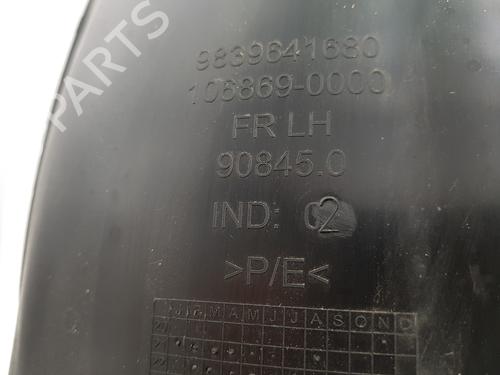 PARTS
9839641680
106869-0000
FR LH
90845.0
IND: 02
>P/E<
J F M A M J J A S O N D